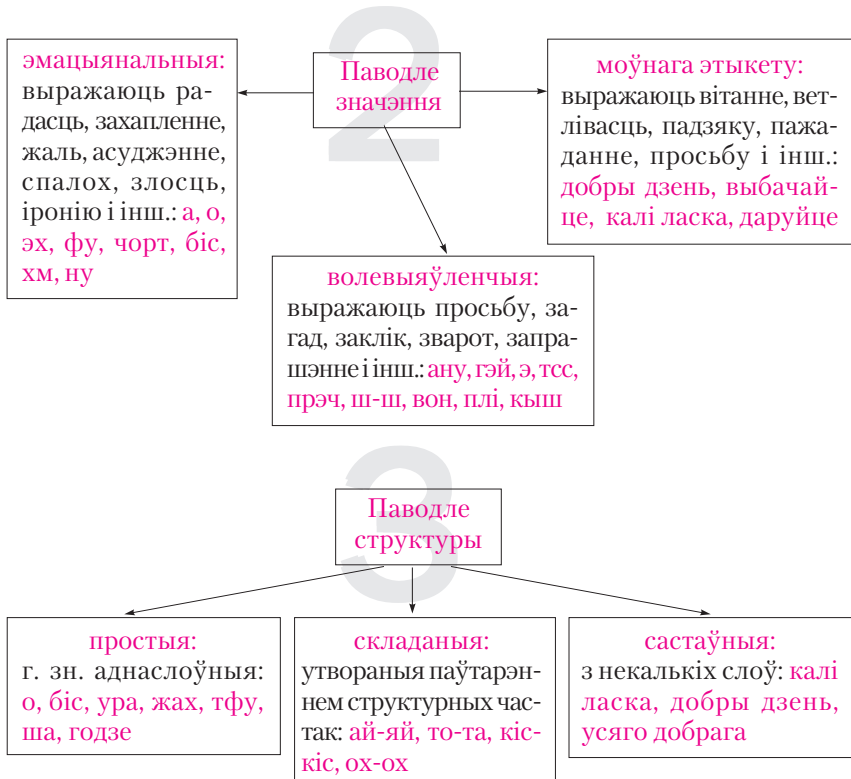 2
эмацыянальныя:
выражаюць ра-
дасць, захапленне,
жаль, асуджэнне,
спалох, злосць,
іронію і інш.: а, о,
эх, фу, чорт, біс,
хм, ну
Паводле
значэння
моўнага этыкету:
выражаюць вітанне, вет-
лівасць, падзяку, пажа-
данне, просьбу і інш.:
добры дзень, выбачай-
це, калі ласка, даруйце
волевыяўленчыя:
выражаюць просьбу, за-
гад, заклік, зварот, запра-
шэнне і інш.: ану, гэй, э, тсс,
прэч, ш-ш, вон, плі, кыш
3
Паводле
структуры
простыя:
г. зн. аднаслоўныя:
о, біс, ура, жах, тфу,
ша, годзе
складаныя:
утвораныя паўтарэн-
нем структурных час-
так: ай-яй, то-та, кіс-
кіс, ох-ох
састаўныя:
з некалькіх слоў: калі
ласка, добры дзень,
усяго добрага